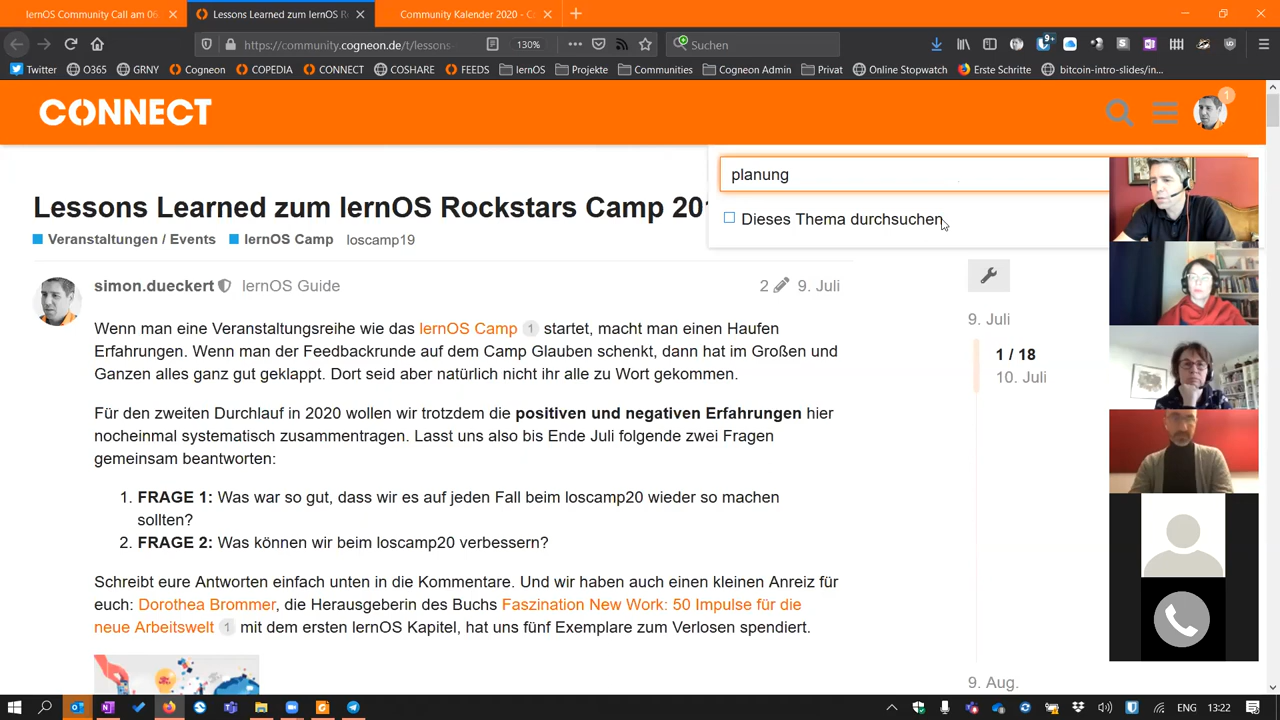 lernOS Community Call am 06
Lessons Learned zum lernOS R
Community Kalender 2020 - C
https://community.cogneon.de/t/lessons-
130%
Suchen
9+
Twitter
O365
GRNY
Cogneon
COPEDIA
CONNECT
COSHARE
FEEDS
lernOS
Projekte
Communities
Cogneon Admin
Privat
Online Stopwatch
Erste Schritte
bitcoin-intro-slides/in...
CONNECT
1
planung
Dieses Thema durchsuchen
Lessons Learned zum lernOS Rockstars Camp 20
Veranstaltungen / Events
lernOS Camp
loscamp19
simon.dueckert
lernOS Guide
2
9. Juli
Wenn man eine Veranstaltungsreihe wie das lernOS Camp 1 startet, macht man einen Haufen
Erfahrungen. Wenn man der Feedbackrunde auf dem Camp Glauben schenkt, dann hat im Großen und
Ganzen alles ganz gut geklappt. Dort seid aber natürlich nicht ihr alle zu Wort gekommen.
Für den zweiten Durchlauf in 2020 wollen wir trotzdem die positiven und negativen Erfahrungen hier
nocheinmal systematisch zusammentragen. Lasst uns also bis Ende Juli folgende zwei Fragen
gemeinsam beantworten:
1. FRAGE 1: Was war so gut, dass wir es auf jeden Fall beim loscamp20 wieder so machen
sollten?
2. FRAGE 2: Was können wir beim loscamp20 verbessern?
Schreibt eure Antworten einfach unten in die Kommentare. Und wir haben auch einen kleinen Anreiz für
euch: Dorothea Brommer, die Herausgeberin des Buchs Faszination New Work: 50 Impulse für die
neue Arbeitswelt 1 mit dem ersten lernOS Kapitel, hat uns fünf Exemplare zum Verlosen spendiert.
9. Juli
1 / 18
10. Juli
9. Aug.
ENG
13:22